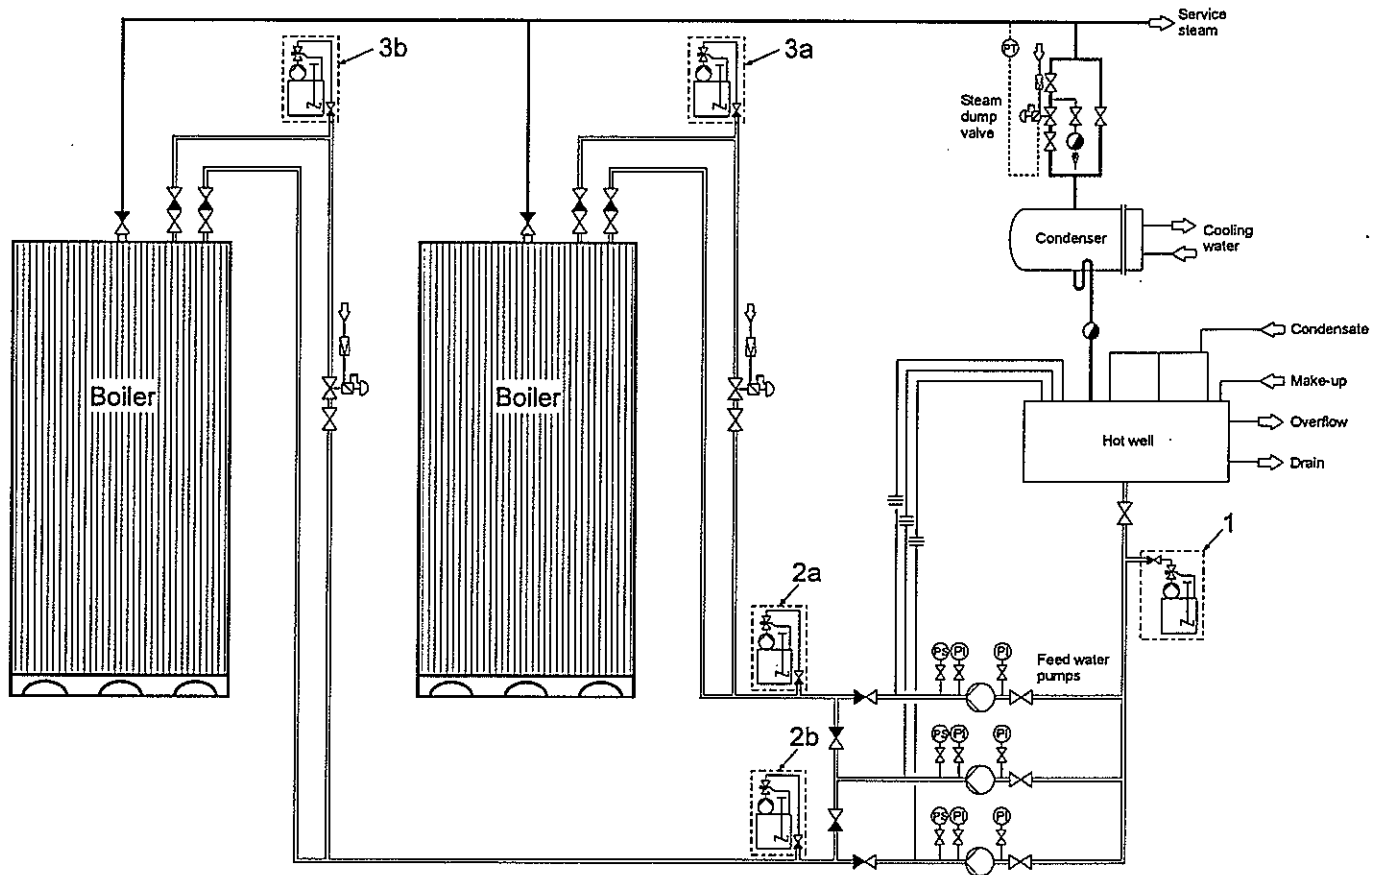 Service
steam
3b
3a
PT
Steam
dump
valve
Condenser
Cooling
water
Condensate
Boiler
Boiler
Make-up
Overflow
Hot well
Drain
1
2a
PS PI PI
Feed water
pumps
2b
PS PI PI
PS PI PI